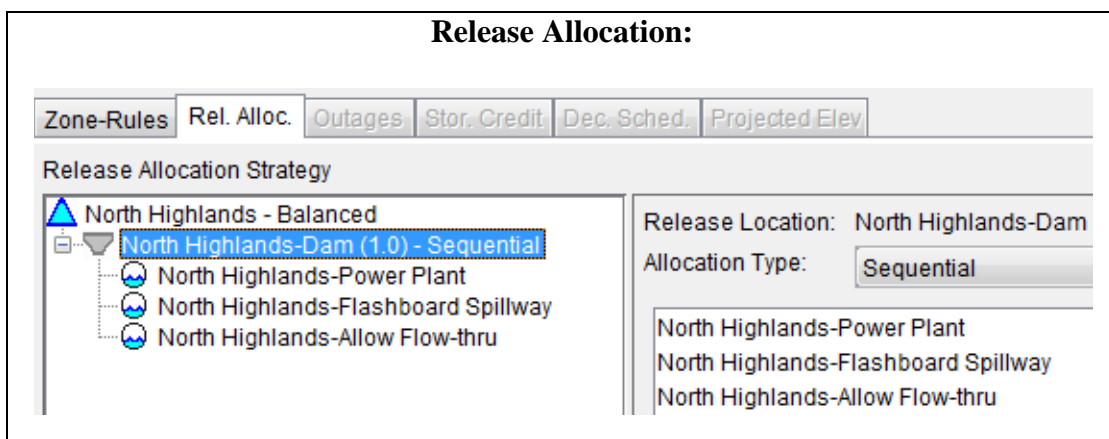 Release Allocation:
Zone-Rules Rel. Alloc. Outages Stor. Credit Dec. Sched. Projected Elev
Release Allocation Strategy
North Highlands - Balanced
North Highlands-Dam (1.0) - Sequential
North Highlands-Power Plant
North Highlands-Flashboard Spillway
North Highlands-Allow Flow-thru
Release Location: North Highlands-Dam
Allocation Type: Sequential
North Highlands-Power Plant
North Highlands-Flashboard Spillway
North Highlands-Allow Flow-thru